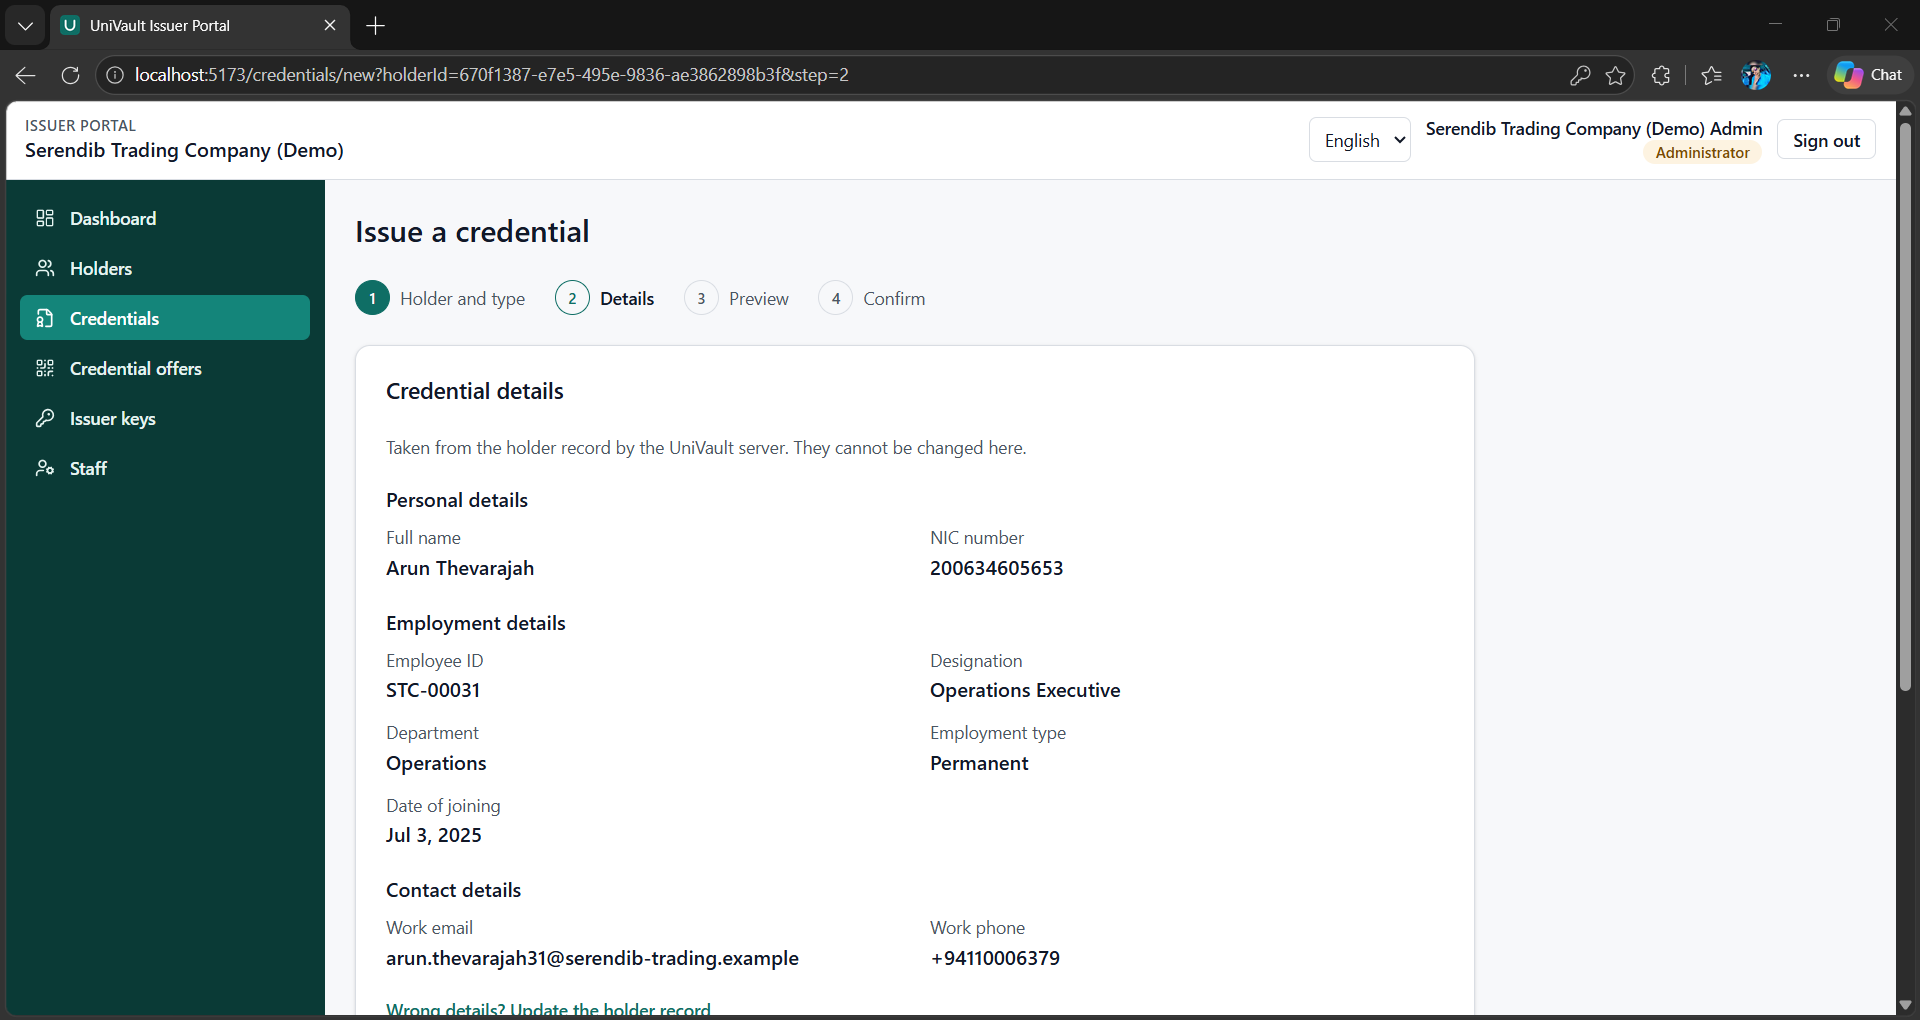 UniVault Issuer Portal
localhost:5173/credentials/new?holderId=670f1387-e7e5-495e-9836-ae3862898b3f&step=2
Chat
ISSUER PORTAL
Serendib Trading Company (Demo)
English
Serendib Trading Company (Demo) Admin
Administrator
Sign out
Dashboard
Holders
Credentials
Credential offers
Issuer keys
Staff
Issue a credential
1 Holder and type 2 Details 3 Preview 4 Confirm
Credential details
Taken from the holder record by the UniVault server. They cannot be changed here.
Personal details
Full name NIC number
Arun Thevarajah 200634605653
Employment details
Employee ID Designation
STC-00031 Operations Executive
Department Employment type
Operations Permanent
Date of joining
Jul 3, 2025
Contact details
Work email Work phone
arun.thevarajah31@serendib-trading.example +94110006379
Wrong details? Update the holder record